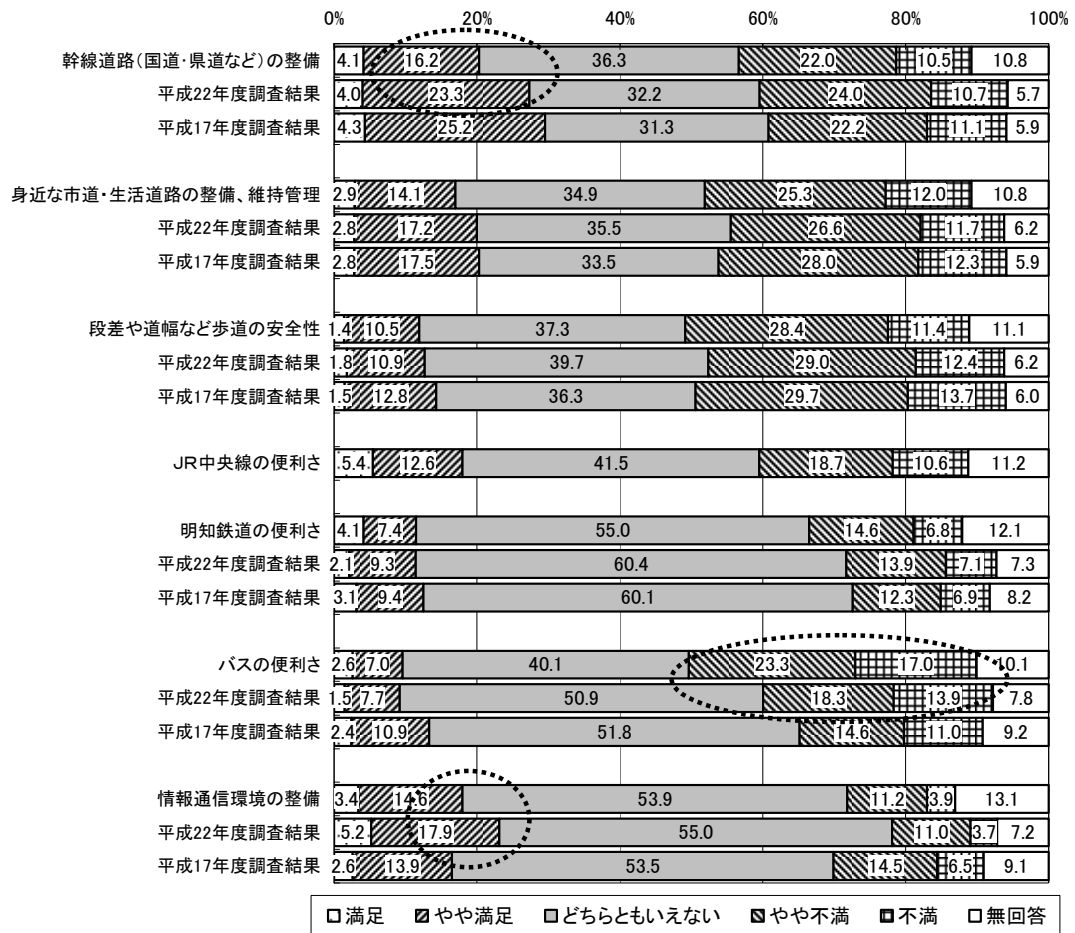 0% 20% 40% 60% 80% 100%
幹線道路(国道・県道など)の整備 4.1 16.2 36.3 22.0 10.5 10.8
平成22年度調査結果 4.0 23.3 32.2 24.0 10.7 5.7
平成17年度調査結果 4.3 25.2 31.3 22.2 11.1 5.9
身近な市道・生活道路の整備、維持管理 2.9 14.1 34.9 25.3 12.0 10.8
平成22年度調査結果 2.8 17.2 35.5 26.6 11.7 6.2
平成17年度調査結果 2.8 17.5 33.5 28.0 12.3 5.9
段差や道幅など歩道の安全性 1.4 10.5 37.3 28.4 11.4 11.1
平成22年度調査結果 1.8 10.9 39.7 29.0 12.4 6.2
平成17年度調査結果 1.5 12.8 36.3 29.7 13.7 6.0
JR中央線の便利さ 5.4 12.6 41.5 18.7 10.6 11.2
明知鉄道の便利さ 4.1 7.4 55.0 14.6 6.8 12.1
平成22年度調査結果 2.1 9.3 60.4 13.9 7.1 7.3
平成17年度調査結果 3.1 9.4 60.1 12.3 6.9 8.2
バスの便利さ 2.6 7.0 40.1 23.3 17.0 10.1
平成22年度調査結果 1.5 7.7 50.9 18.3 13.9 7.8
平成17年度調査結果 2.4 10.9 51.8 14.6 11.0 9.2
情報通信環境の整備 3.4 14.6 53.9 11.2 3.9 13.1
平成22年度調査結果 5.2 17.9 55.0 11.0 3.7 7.2
平成17年度調査結果 2.6 13.9 53.5 14.5 6.5 9.1
満足 やや満足 どちらともいえない やや不満 不満 無回答